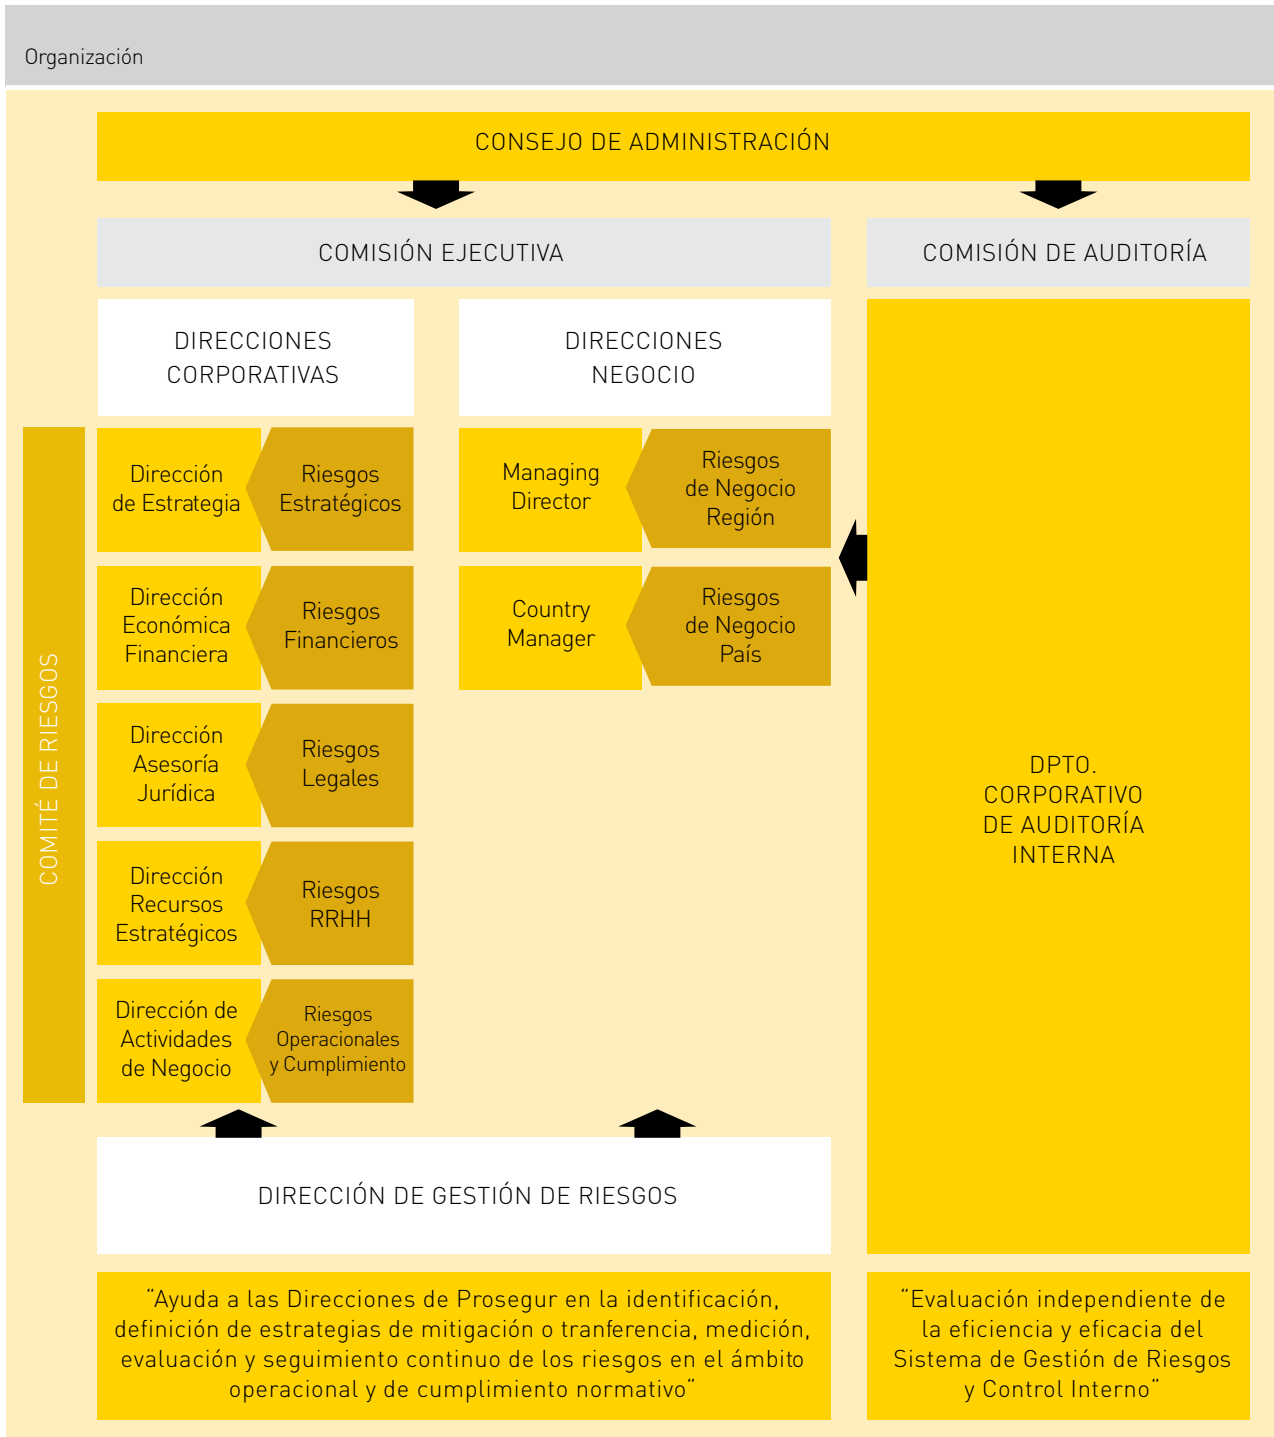 Organización
CONSEJO DE ADMINISTRACIÓN
COMISIÓN EJECUTIVA
COMISIÓN DE AUDITORÍA
DIRECCIONES
CORPORATIVAS
DIRECCIONES
NEGOCIO
COMITÉ DE RIESGOS
Dirección
de Estrategia
Riesgos
Estratégicos
Managing
Director
Riesgos
de Negocio
Región
Dirección
Económica
Financiera
Riesgos
Financieros
Country
Manager
Riesgos
de Negocio
País
Dirección
Asesoría
Jurídica
Riesgos
Legales
Dirección
Recursos
Estratégicos
Riesgos
RRHH
Dirección de
Actividades
de Negocio
Riesgos
Operacionales
y Cumplimiento
DPTO.
CORPORATIVO
DE AUDITORÍA
INTERNA
DIRECCIÓN DE GESTIÓN DE RIESGOS
“Ayuda a las Direcciones de Prosegur en la identificación,
definición de estrategias de mitigación o tranferencia, medición,
evaluación y seguimiento continuo de los riesgos en el ámbito
operacional y de cumplimiento normativo“
“Evaluación independiente de
la eficiencia y eficacia del
Sistema de Gestión de Riesgos
y Control Interno“